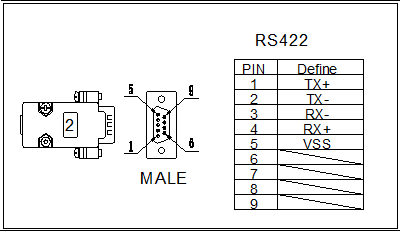 RS422
PIN Define
1 TX+
2 TX-
3 RX-
4 RX+
5 VSS
6
7
8
9
2
5 9
1 6
MALE